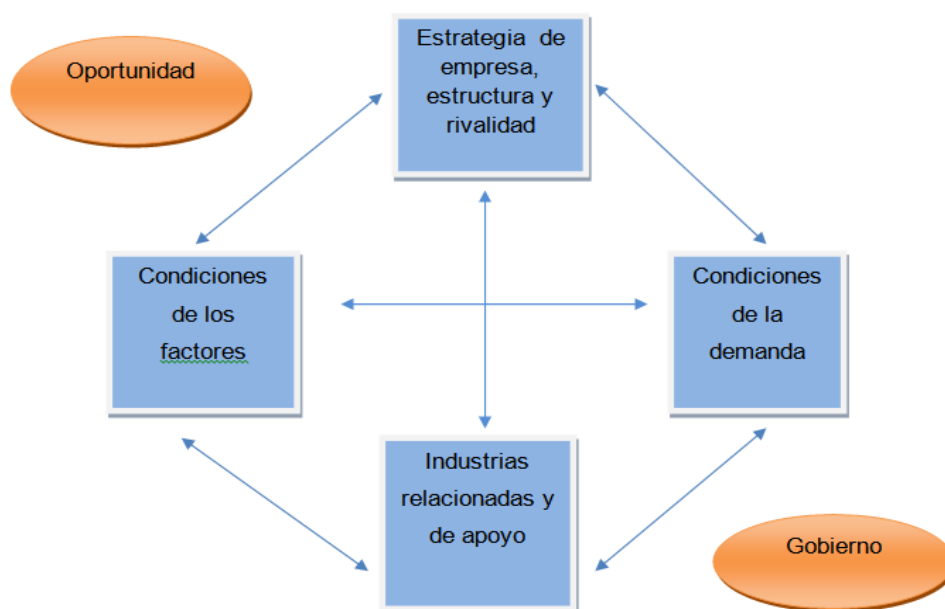 Oportunidad
Estrategia de
empresa,
estructura y
rivalidad
Condiciones
de los
factores
Condiciones
de la
demanda
Industrias
relacionadas y
de apoyo
Gobierno